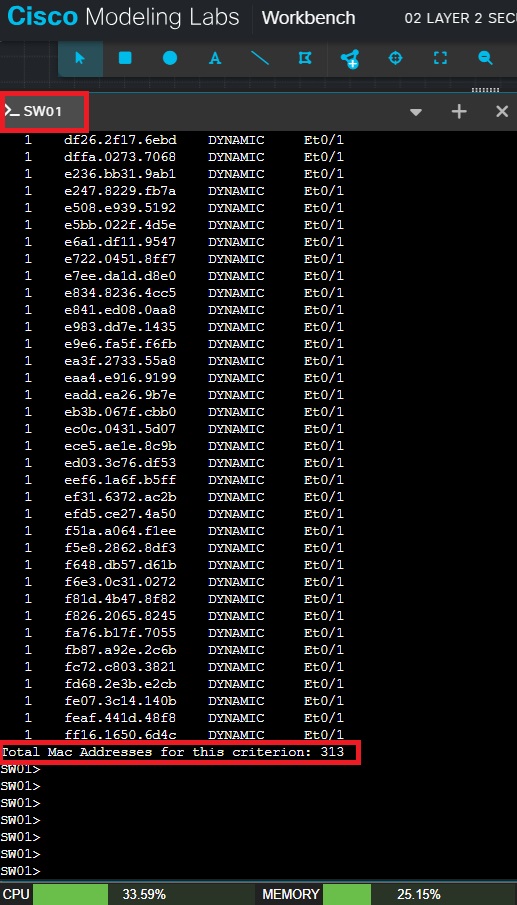 Cisco Modeling Labs Workbench 02 LAYER 2 SEC
A
SW01
1 df26.2f17.6ebd DYNAMIC Et0/1
1 dffa.0273.7068 DYNAMIC Et0/1
1 e236.bb31.9ab1 DYNAMIC Et0/1
1 e247.8229.fb7a DYNAMIC Et0/1
1 e508.e939.5192 DYNAMIC Et0/1
1 e5bb.022f.4d5e DYNAMIC Et0/1
1 e6a1.df11.9547 DYNAMIC Et0/1
1 e722.0451.8ff7 DYNAMIC Et0/1
1 e7ee.da1d.d8e0 DYNAMIC Et0/1
1 e834.8236.4cc5 DYNAMIC Et0/1
1 e841.ed08.0aa8 DYNAMIC Et0/1
1 e983.dd7e.1435 DYNAMIC Et0/1
1 e9e6.fa5f.f6fb DYNAMIC Et0/1
1 ea3f.2733.55a8 DYNAMIC Et0/1
1 eaa4.e916.9199 DYNAMIC Et0/1
1 eadd.ea26.9b7e DYNAMIC Et0/1
1 eb3b.067f.cbb0 DYNAMIC Et0/1
1 ec0c.0431.5d07 DYNAMIC Et0/1
1 ece5.ae1e.8c9b DYNAMIC Et0/1
1 ed03.3c76.df53 DYNAMIC Et0/1
1 eef6.1a6f.b5ff DYNAMIC Et0/1
1 ef31.6372.ac2b DYNAMIC Et0/1
1 efd5.ce27.4a50 DYNAMIC Et0/1
1 f51a.a064.f1ee DYNAMIC Et0/1
1 f5e8.2862.8df3 DYNAMIC Et0/1
1 f648.db57.d61b DYNAMIC Et0/1
1 f6e3.0c31.0272 DYNAMIC Et0/1
1 f81d.4b47.8f82 DYNAMIC Et0/1
1 f826.2065.8245 DYNAMIC Et0/1
1 fa76.b17f.7055 DYNAMIC Et0/1
1 fb87.a92e.2c6b DYNAMIC Et0/1
1 fc72.c803.3821 DYNAMIC Et0/1
1 fd68.2e3b.e2cb DYNAMIC Et0/1
1 fe07.3c14.140b DYNAMIC Et0/1
1 feaf.441d.48f8 DYNAMIC Et0/1
1 ff16.1650.6d4c DYNAMIC Et0/1
Total Mac Addresses for this criterion: 313
SW01>
SW01>
SW01>
SW01>
SW01>
SW01>
SW01>
CPU 33.59% MEMORY 25.15%